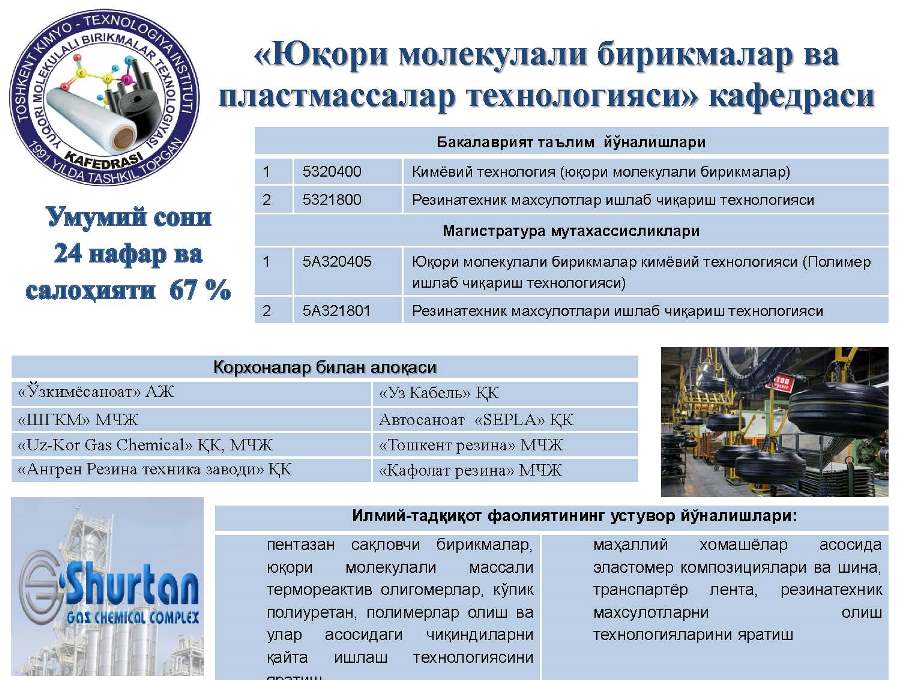 TOSHKENT KIMYO - TEXNOLOGIYA INSTITUTI
YUQORI MOLEKULALI BIRIKMALAR TEXNOLOGIYASI
KAFEDRASI
1991 YILDA TASHKIL TOPGAN
«Юқори молекулали бирикмалар ва
пластмассалар технологияси» кафедраси
Умумий сони
24 нафар ва
салоҳияти 67 %
Бакалаврият таълим йўналишлари
1 5320400 Кимёвий технология (юқори молекулали бирикмалар)
2 5321800 Резинатехник махсулотлар ишлаб чиқариш технологияси
Магистратура мутахассисликлари
1 5А320405 Юқори молекулали бирикмалар кимёвий технологияси (Полимер
ишлаб чиқариш технологияси)
2 5А321801 Резинатехник махсулотлари ишлаб чиқариш технологияси
Корхоналар билан алоқаси
«Ўзкимёсаноат» АЖ «Уз Кабель» ҚК
«ШГКМ» МЧЖ Автосаноат «SEPLA» ҚК
«Uz-Kor Gas Chemical» ҚК, МЧЖ «Тошкент резина» МЧЖ
«Ангрен Резина техника заводи» ҚК «Кафолат резина» МЧЖ
Shurtan
GAS CHEMICAL COMPLEX
Илмий-тадқиқот фаолиятининг устувор йўналишлари:
пентазан сақловчи бирикмалар,
юқори молекулали массали
термореактив олигомерлар, кўпик
полиуретан, полимерлар олиш ва
улар асосидаги чиқиндиларни
қайта ишлаш технологиясини
яратиш
маҳаллий хомашёлар асосида
эластомер композициялари ва шина,
транспортёр лента, резинатехник
махсулотларни олиш
технологияларини яратиш